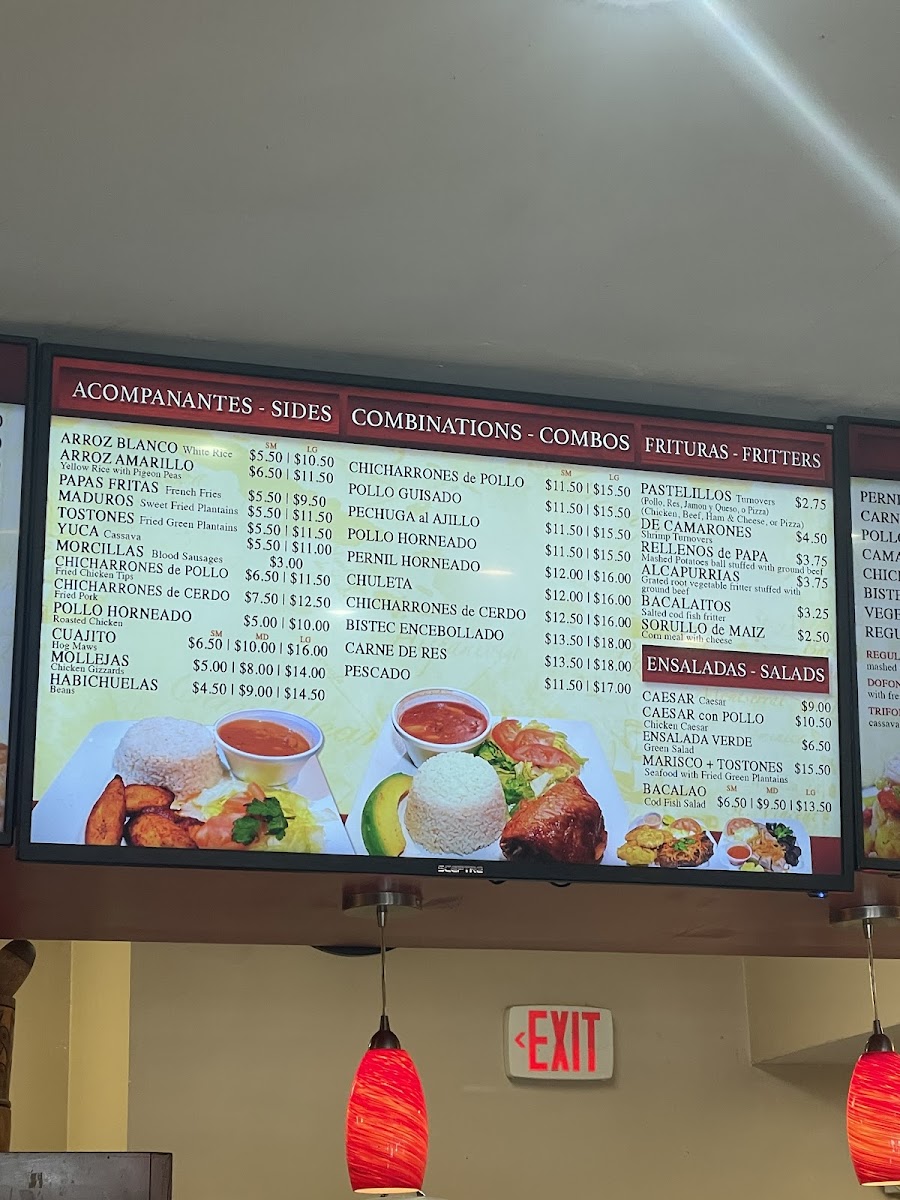 ACOMPANANTES - SIDES
SM LG
ARROZ BLANCO White Rice $5.50 | $10.50
ARROZ AMARILLO $6.50 | $11.50
Yellow Rice with Pigeon Peas
PAPAS FRITAS French Fries $5.50 | $9.50
MADUROS Sweet Fried Plantains $5.50 | $11.50
TOSTONES Fried Green Plantains $5.50 | $11.50
YUCA Cassava $5.50 | $11.00
MORCILLAS Blood Sausages $3.00
CHICHARRONES de POLLO $6.50 | $11.50
Fried Chicken Tips
CHICHARRONES de CERDO $7.50 | $12.50
Fried Pork
POLLO HORNEADO $5.00 | $10.00
Roasted Chicken
SM MD LG
CUAJITO $6.50 | $10.00 | $16.00
Hog Maws
MOLLEJAS $5.00 | $8.00 | $14.00
Chicken Gizzards
HABICHUELAS $4.50 | $9.00 | $14.50
Beans
COMBINATIONS - COMBOS
SM LG
CHICHARRONES de POLLO $11.50 | $15.50
POLLO GUISADO $11.50 | $15.50
PECHUGA al AJILLO $11.50 | $15.50
POLLO HORNEADO $11.50 | $15.50
PERNIL HORNEADO $12.00 | $16.00
CHULETA $12.00 | $16.00
CHICHARRONES de CERDO $12.50 | $16.00
BISTEC ENCEBOLLADO $13.50 | $18.00
CARNE DE RES $13.50 | $18.00
PESCADO $11.50 | $17.00
FRITURAS - FRITTERS
PASTELILLOS Turnovers $2.75
(Pollo, Res, Jamon y Queso, o Pizza)
(Chicken, Beef, Ham & Cheese, or Pizza)
DE CAMARONES $4.50
Shrimp Turnovers
RELLENOS de PAPA $3.75
Mashed Potatoes ball stuffed with ground beef
ALCAPURRIAS $3.75
Grated root vegetable fritter stuffed with
ground beef
BACALAITOS $3.25
Salted cod fish fritter
SORULLO de MAIZ $2.50
Corn meal with cheese
ENSALADAS - SALADS
CAESAR Caesar $9.00
CAESAR con POLLO $10.50
Chicken Caesar
ENSALADA VERDE $6.50
Green Salad
MARISCO + TOSTONES $15.50
Seafood with Fried Green Plantains
SM MD LG
BACALAO $6.50 | $9.50 | $13.50
Cod Fish Salad
SCEPTRE
PERNI
CARN
POLLO
CAMA
CHIC
BISTE
VEGE
REGU
REGUL
mashed
DOFON
with fre
TRIFO
cassava
<EXIT